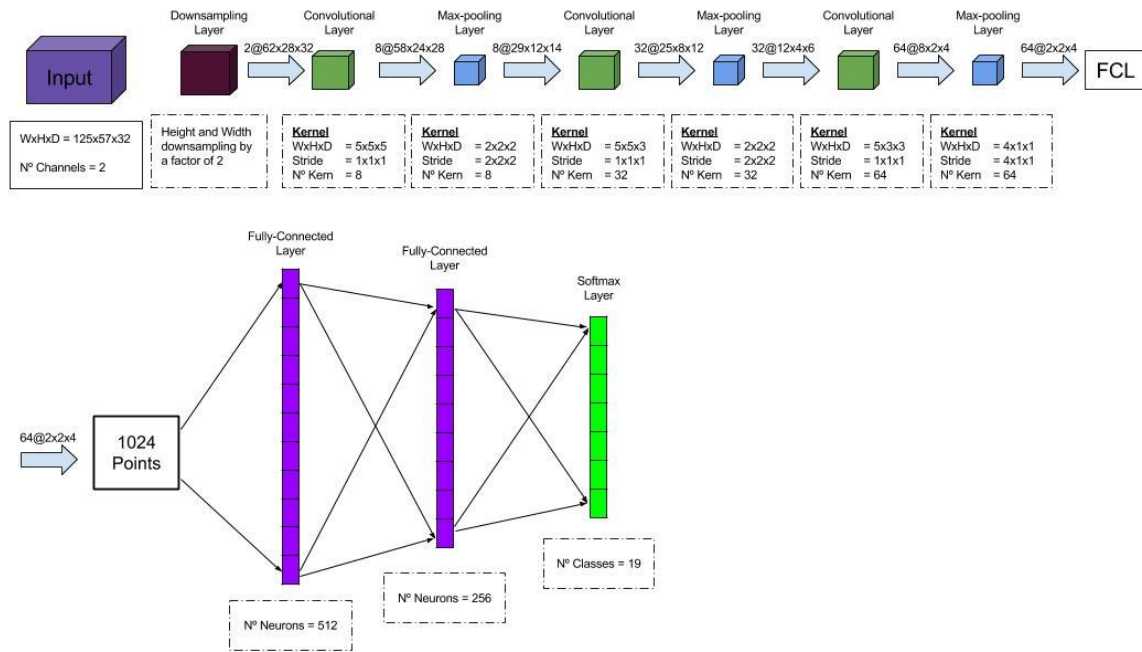 Downsampling
Layer
Convolutional
Layer
Max-pooling
Layer
Convolutional
Layer
Max-pooling
Layer
Convolutional
Layer
Max-pooling
Layer
Input
2@62x28x32
8@58x24x28
8@29x12x14
32@25x8x12
32@12x4x6
64@8x2x4
64@2x2x4
FCL
WxHxD = 125x57x32
Nº Channels = 2
Height and Width
downsampling by
a factor of 2
Kernel
WxHxD = 5x5x5
Stride = 1x1x1
Nº Kern = 8
Kernel
WxHxD = 2x2x2
Stride = 2x2x2
Nº Kern = 8
Kernel
WxHxD = 5x5x3
Stride = 1x1x1
Nº Kern = 32
Kernel
WxHxD = 2x2x2
Stride = 2x2x2
Nº Kern = 32
Kernel
WxHxD = 5x3x3
Stride = 1x1x1
Nº Kern = 64
Kernel
WxHxD = 4x1x1
Stride = 4x1x1
Nº Kern = 64
Fully-Connected
Layer
Fully-Connected
Layer
Softmax
Layer
64@2x2x4
1024
Points
Nº Neurons = 512
Nº Neurons = 256
Nº Classes = 19